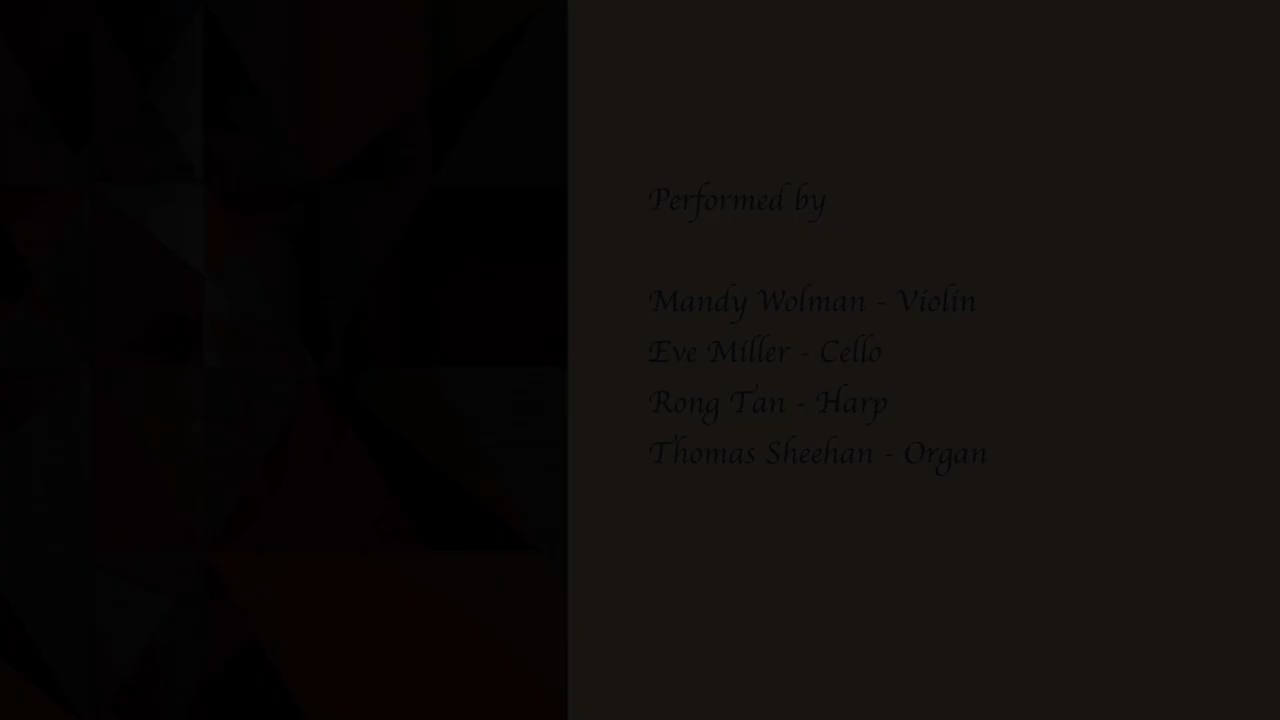 Performed by
Mandy Wolman - Violin
Eve Miller - Cello
Rong Tan - Harp
Thomas Sheehan - Organ